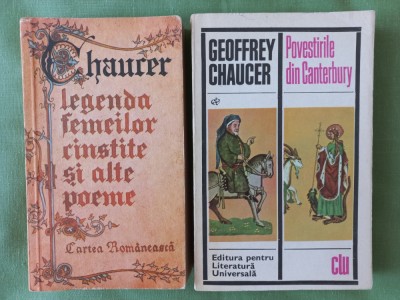 Chaucer
legenda
femeilor
cinstite
și alte
poeme
Cartea Românească
GEOFFREY
CHAUCER
Povestirile
din Canterbury
Editura pentru
Literatură
Universală
clu